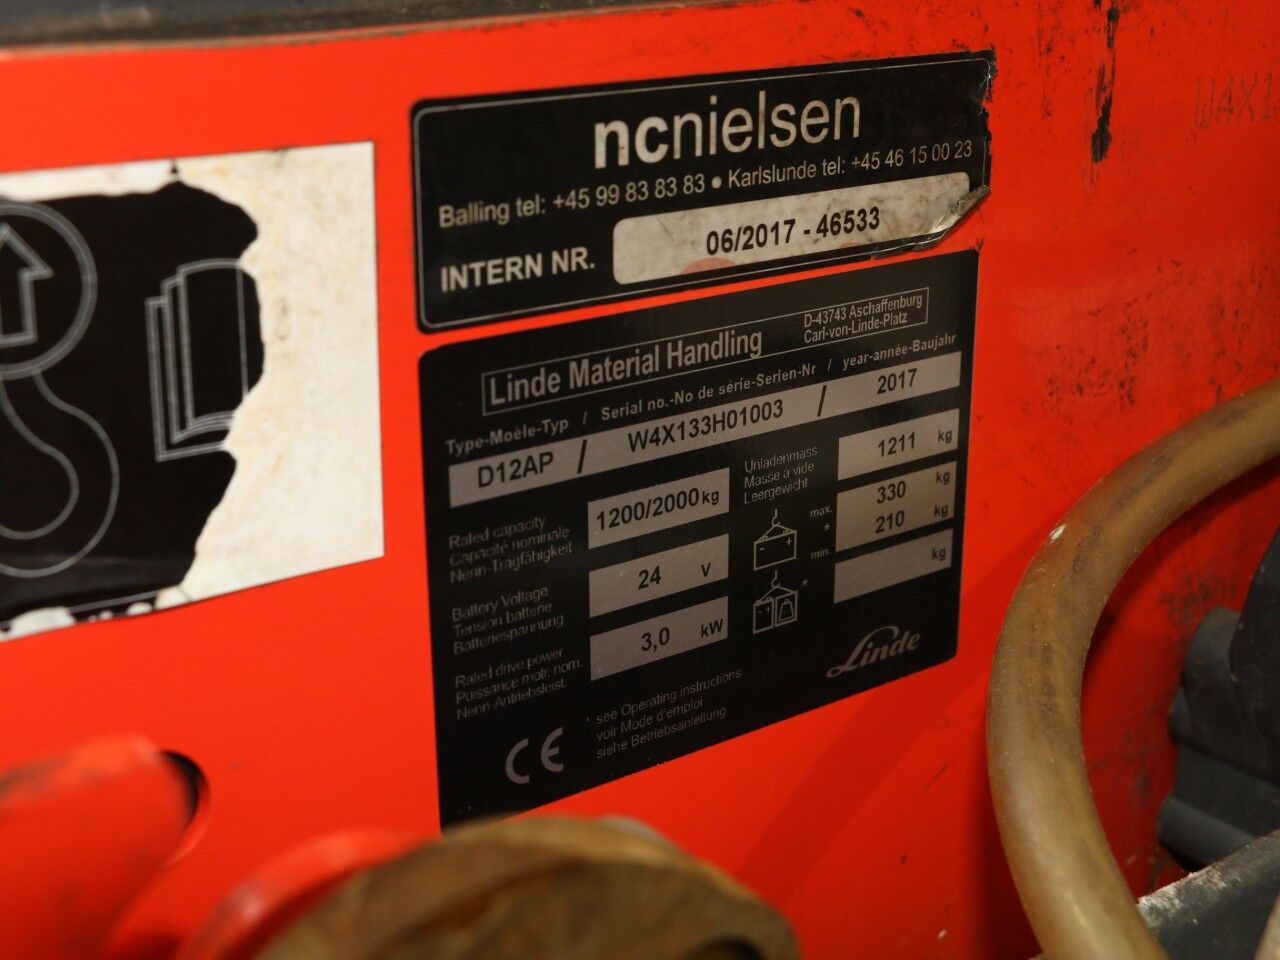 ncnielsen
Balling tel: +45 99 83 83 83 • Karlslunde tel: +45 46 15 00 23
INTERN NR. 06/2017 - 46533
Linde Material Handling
D-43743 Aschaffenburg
Carl-von-Linde-Platz
Type-Moèle-Typ / Serial no.-No de série-Serien-Nr / year-année-Baujahr
D12AP / W4X133H01003 / 2017
Rated capacity
Capacité nominale
Nenn-Tragfähigkeit
1200/2000 kg
Battery Voltage
Tension batterie
Batteriespannung
24 V
Rated drive power
Puissance motr. nom.
Nenn-Antriebsleist.
3,0 kW
Unladenmass
Masse à vide
Leergewicht
1211 kg
max. 330 kg
*
min. 210 kg
* kg
Linde
* see Operating instructions
voir Mode d'emploi
siehe Betriebsanleitung
CE
W4X1